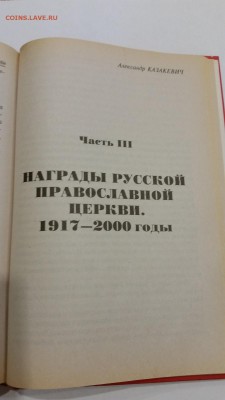 COINS.LAVE.RU
Александр КАЗАКЕВИЧ
Часть III
НАГРАДЫ РУССКОЙ
ПРАВОСЛАВНОЙ
ЦЕРКВИ.
1917—2000 годы